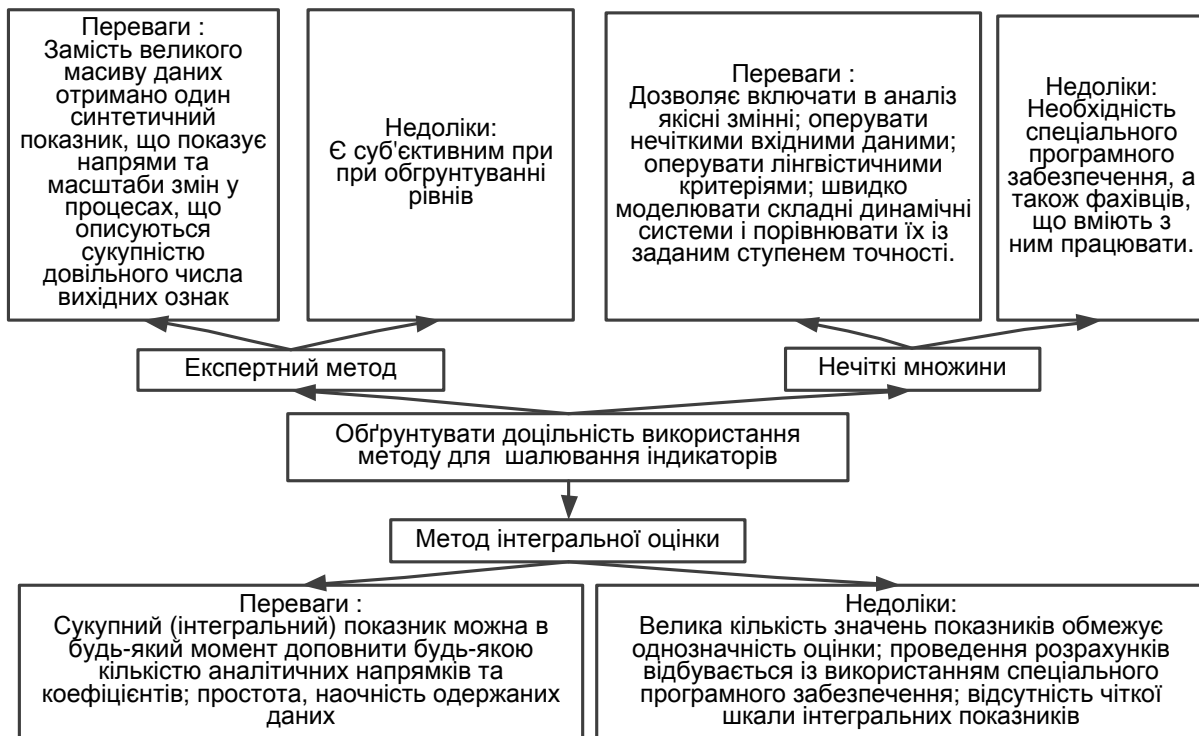 Переваги :
Замість великого
масиву даних
отримано один
синтетичний
показник, що показує
напрями та
масштаби змін у
процесах, що
описуються
сукупністю
довільного числа
вихідних ознак
Недоліки:
Є суб'єктивним при
при обгрунтуванні
рівнів
Переваги :
Дозволяє включати в аналіз
якісні змінні; оперувати
нечіткими вхідними даними;
оперувати лінгвістичними
критеріями; швидко
моделювати складні динамічні
системи і порівнювати їх із
заданим ступенем точності.
Недоліки:
Необхідність
спеціального
програмного
забезпечення, а
також фахівців,
що вміють з
ним працювати.
Експертний метод
Нечіткі множини
Обґрунтувати доцільність використання
методу для шалювання індикаторів
Метод інтегральної оцінки
Переваги :
Сукупний (інтегральний) показник можна в
будь-який момент доповнити будь-якою
кількістю аналітичних напрямків та
коефіцієнтів; простота, наочність одержаних
даних
Недоліки:
Велика кількість значень показників обмежує
однозначність оцінки; проведення розрахунків
відбувається із використанням спеціального
програмного забезпечення; відсутність чіткої
шкали інтегральних показників